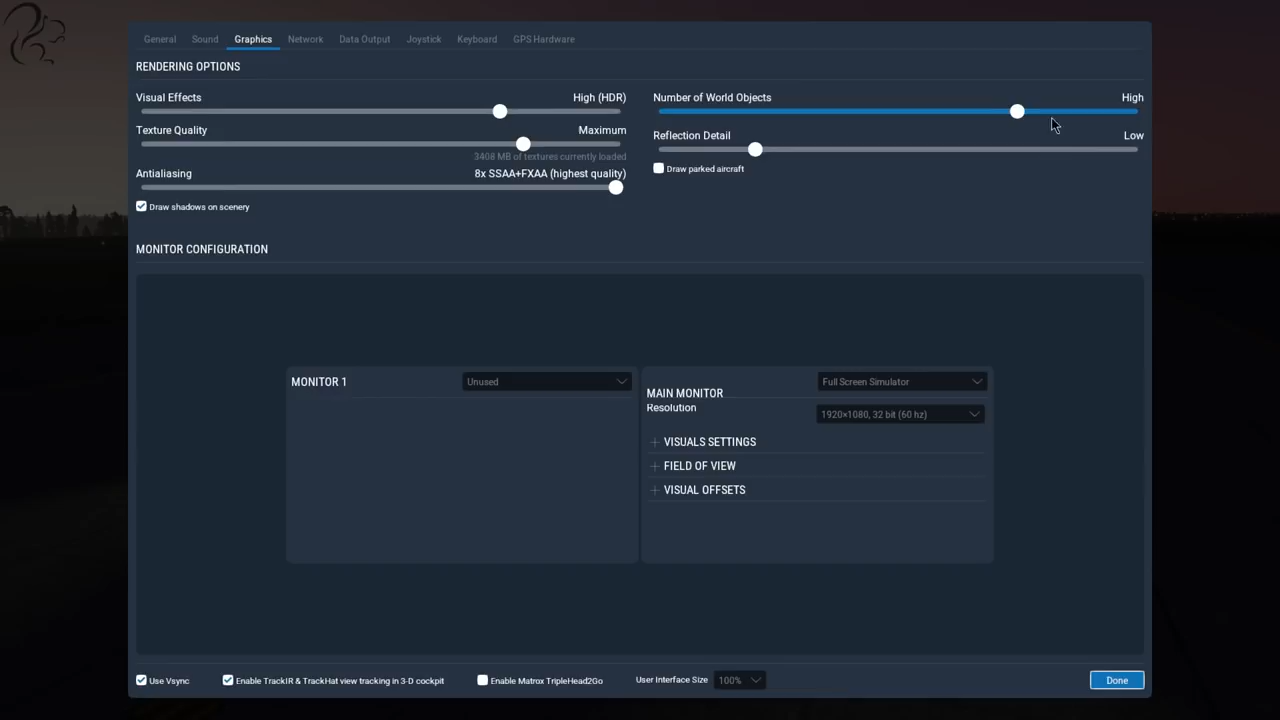 General Sound Graphics Network Data Output Joystick Keyboard GPS Hardware
RENDERING OPTIONS
Visual Effects High (HDR)
Texture Quality Maximum
3408 MB of textures currently loaded
Antialiasing 8x SSAA+FXAA (highest quality)
Draw shadows on scenery
Number of World Objects High
Reflection Detail Low
Draw parked aircraft
MONITOR CONFIGURATION
MONITOR 1 Unused
MAIN MONITOR Full Screen Simulator
Resolution 1920×1080, 32 bit (60 hz)
VISUALS SETTINGS
FIELD OF VIEW
VISUAL OFFSETS
Use Vsync Enable TrackIR & TrackHat view tracking in 3-D cockpit Enable Matrox TripleHead2Go User Interface Size 100% Done